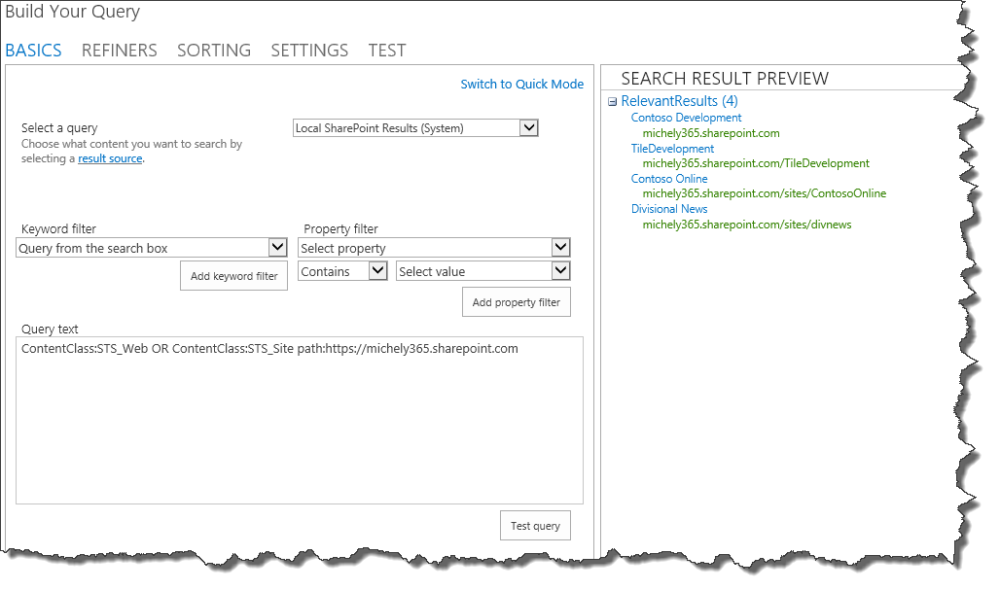 Build Your Query
BASICS REFINERS SORTING SETTINGS TEST
Switch to Quick Mode
Select a query
Local SharePoint Results (System)
Choose what content you want to search by
selecting a result source.
Keyword filter
Query from the search box
Add keyword filter
Property filter
Select property
Contains
Select value
Add property filter
Query text
ContentClass:STS_Web OR ContentClass:STS_Site path:https://michely365.sharepoint.com
Test query
SEARCH RESULT PREVIEW
RelevantResults (4)
Contoso Development
michely365.sharepoint.com
TileDevelopment
michely365.sharepoint.com/TileDevelopment
Contoso Online
michely365.sharepoint.com/sites/ContosoOnline
Divisional News
michely365.sharepoint.com/sites/divnews